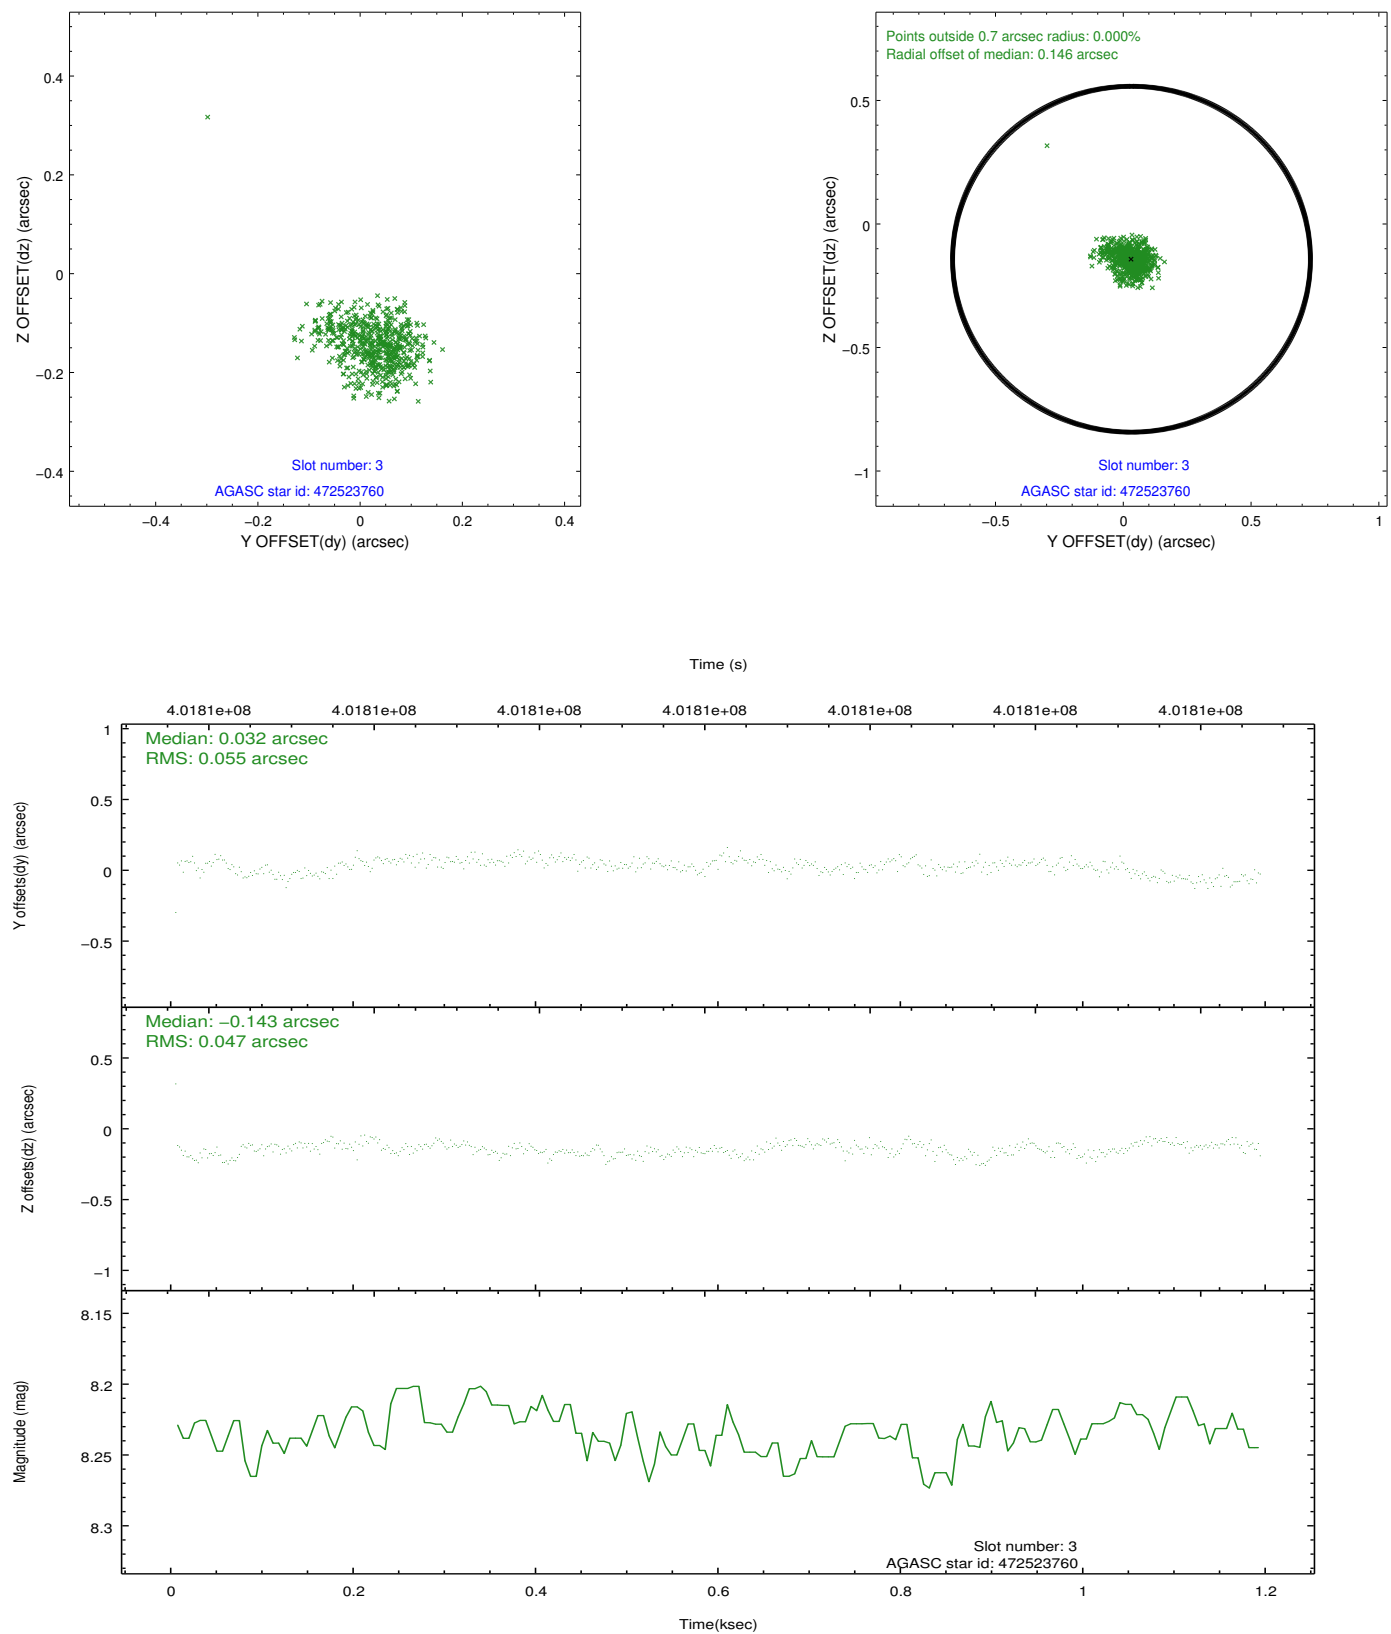 0.4
0.2
0
−0.2
−0.4
Z OFFSET(dz) (arcsec)
Slot number: 3
AGASC star id: 472523760
−0.4
−0.2
0
0.2
0.4
Y OFFSET(dy) (arcsec)
Points outside 0.7 arcsec radius: 0.000%
Radial offset of median: 0.146 arcsec
0.5
0
−0.5
−1
Z OFFSET(dz) (arcsec)
Slot number: 3
AGASC star id: 472523760
−0.5
0
0.5
1
Y OFFSET(dy) (arcsec)
Time (s)
4.0181e+08
4.0181e+08
4.0181e+08
4.0181e+08
4.0181e+08
4.0181e+08
4.0181e+08
Median: 0.032 arcsec
RMS: 0.055 arcsec
1
0.5
0
−0.5
Y offsets(dy) (arcsec)
Median: −0.143 arcsec
RMS: 0.047 arcsec
0.5
0
−0.5
−1
Z offsets(dz) (arcsec)
8.15
8.2
8.25
8.3
Magnitude (mag)
Slot number: 3
AGASC star id: 472523760
0
0.2
0.4
0.6
0.8
1
1.2
Time(ksec)